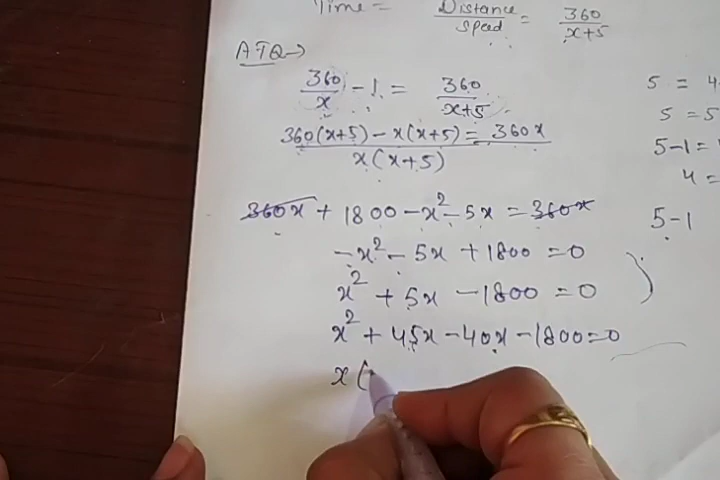 Time = Distance / Speed = 360 / x+5
ATQ→
360/x - 1 = 360/x+5
360(x+5) - x(x+5) = 360x
x(x+5)
360x + 1800 - x² - 5x = 360x
-x² - 5x + 1800 = 0
x² + 5x - 1800 = 0
x² + 45x - 40x - 1800 = 0
x (
5 = 4
5 = 5
5-1 =
4 =
5-1